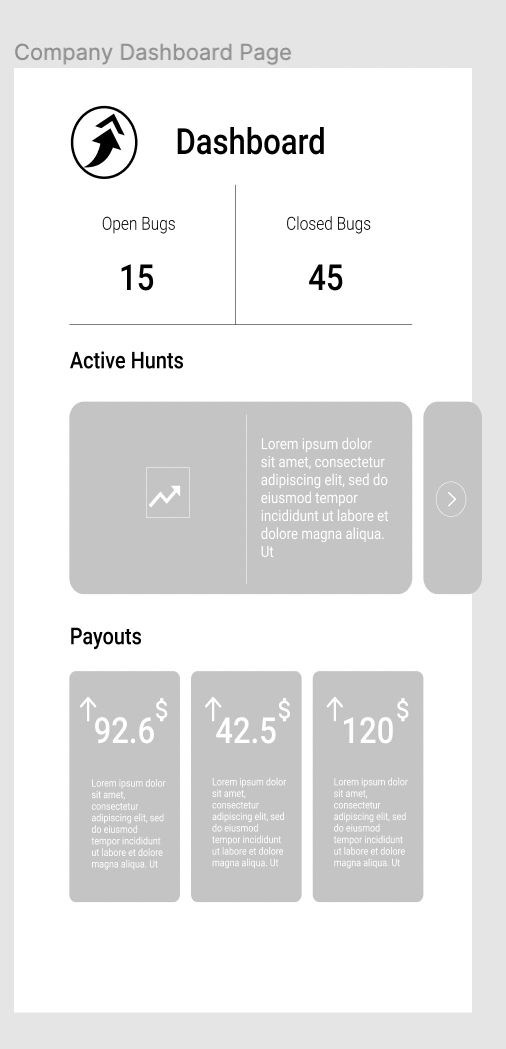 Company Dashboard Page
Dashboard
Open Bugs
15
Closed Bugs
45
Active Hunts
Lorem ipsum dolor
sit amet, consectetur
adipiscing elit, sed do
eiusmod tempor
incididunt ut labore et
dolore magna aliqua.
Ut
Payouts
92.6$
Lorem ipsum dolor
sit amet,
consectetur
adipiscing elit, sed
do eiusmod
tempor incididunt
ut labore et dolore
magna aliqua. Ut
42.5$
Lorem ipsum dolor
sit amet,
consectetur
adipiscing elit, sed
do eiusmod
tempor incididunt
ut labore et dolore
magna aliqua. Ut
120$
Lorem ipsum dolor
sit amet,
consectetur
adipiscing elit, sed
do eiusmod
tempor incididunt
ut labore et dolore
magna aliqua. Ut